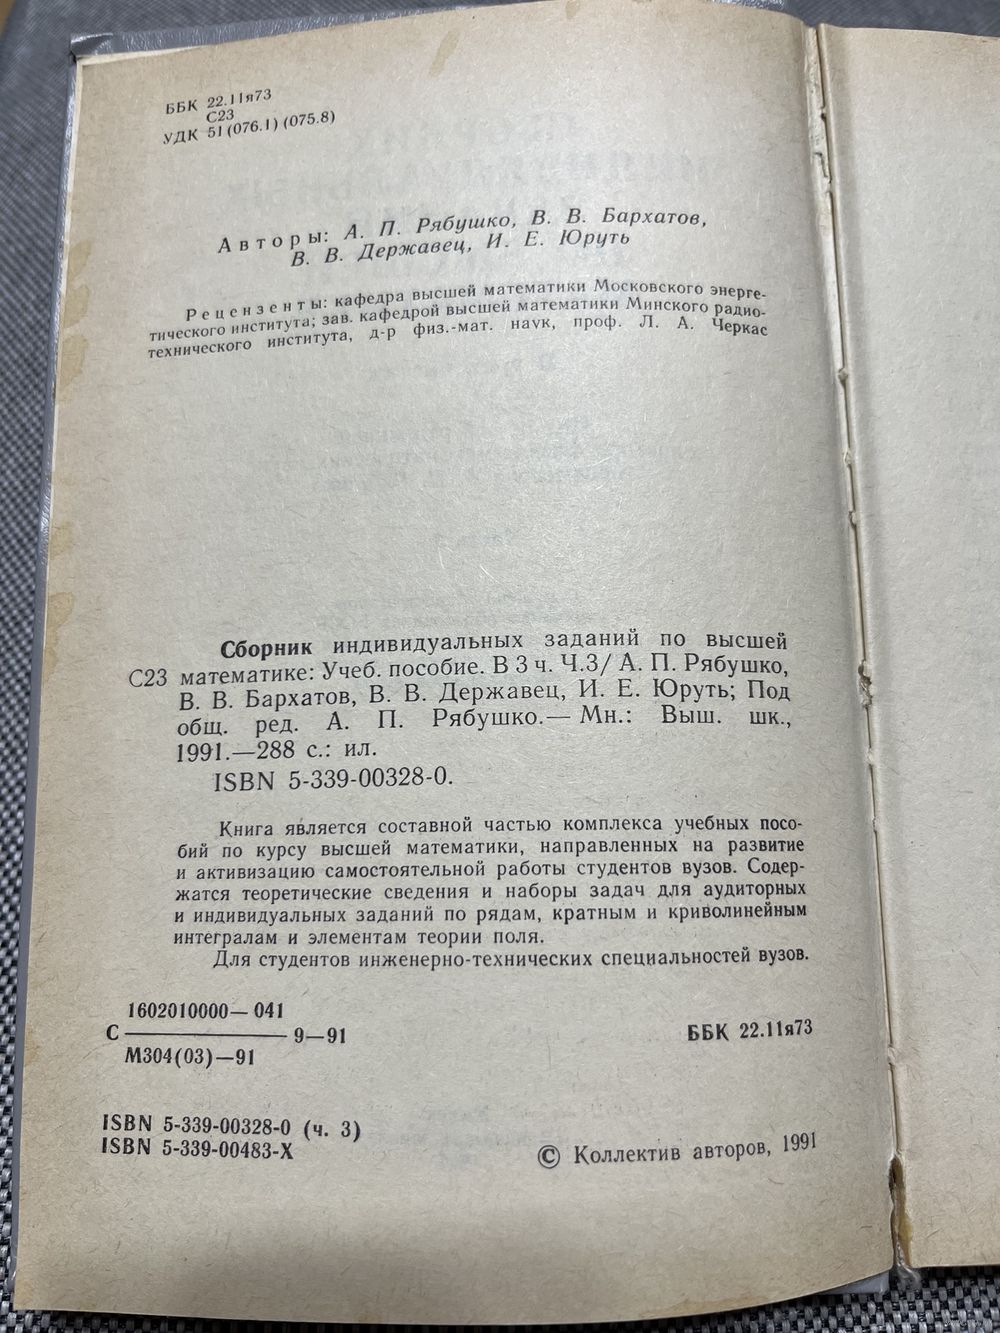 ББК 22.11я73
С23
УДК 51(076.1)(075.8)
Авторы: А. П. Рябушко, В. В. Бархатов,
В. В. Державец, И. Е. Юруть
Рецензенты: кафедра высшей математики Московского энерге-
тического института; зав. кафедрой высшей математики Минского радио-
технического института, д-р физ.-мат. наук, проф. Л. А. Черкас
Сборник индивидуальных заданий по высшей
С23 математике: Учеб. пособие. В 3 ч. Ч.3/ А. П. Рябушко,
В. В. Бархатов, В. В. Державец, И. Е. Юруть; Под
общ. ред. А. П. Рябушко.— Мн.: Выш. шк.,
1991.—288 с.: ил.
ISBN 5-339-00328-0.
Книга является составной частью комплекса учебных посо-
бий по курсу высшей математики, направленных на развитие
и активизацию самостоятельной работы студентов вузов. Содер-
жатся теоретические сведения и наборы задач для аудиторных
и индивидуальных заданий по рядам, кратным и криволинейным
интегралам и элементам теории поля.
Для студентов инженерно-технических специальностей вузов.
1602010000—041
С 9—91
М304(03)—91
ББК 22.11я73
ISBN 5-339-00328-0 (ч. 3)
ISBN 5-339-00483-X
© Коллектив авторов, 1991